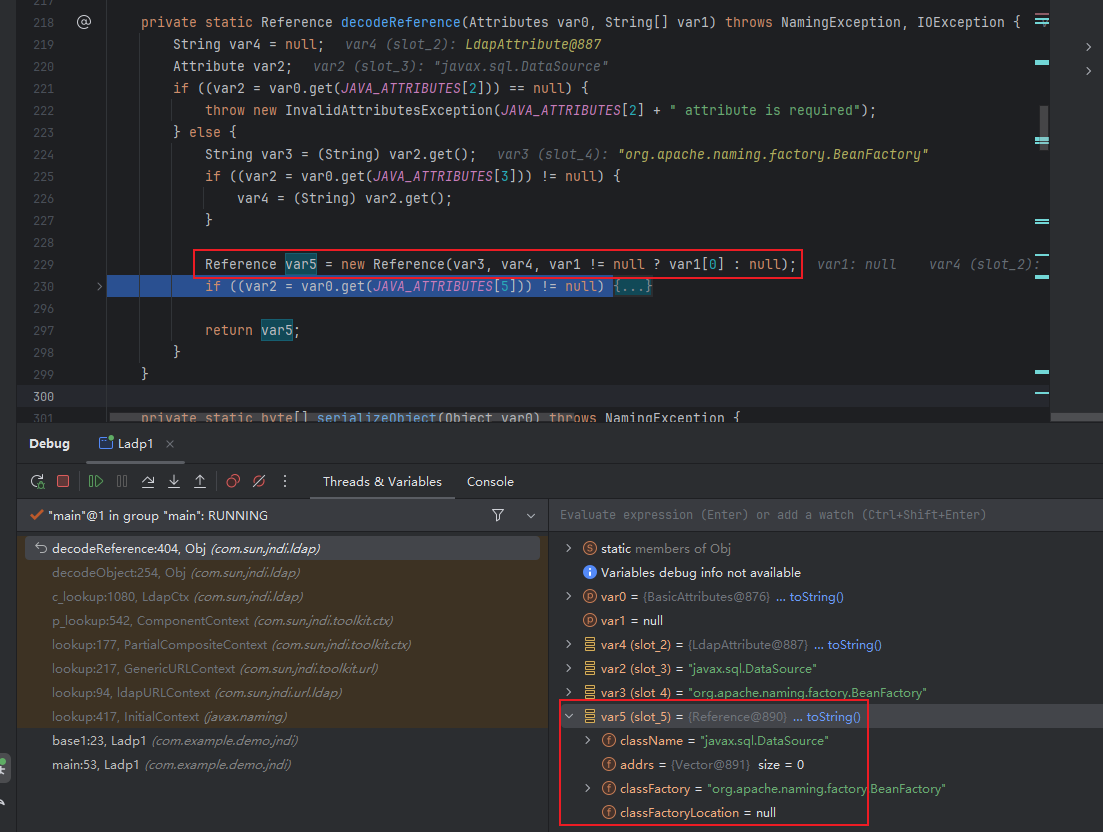 217
218 @ private static Reference decodeReference(Attributes var0, String[] var1) throws NamingException, IOException {
219 String var4 = null; var4 (slot_2): LdapAttribute@887
220 Attribute var2; var2 (slot_3): "javax.sql.DataSource"
221 if ((var2 = var0.get(JAVA_ATTRIBUTES[2])) == null) {
222 throw new InvalidAttributesException(JAVA_ATTRIBUTES[2] + " attribute is required");
223 } else {
224 String var3 = (String) var2.get(); var3 (slot_4): "org.apache.naming.factory.BeanFactory"
225 if ((var2 = var0.get(JAVA_ATTRIBUTES[3])) != null) {
226 var4 = (String) var2.get();
227 }
228
229 Reference var5 = new Reference(var3, var4, var1 != null ? var1[0] : null); var1: null var4 (slot_2):
230 if ((var2 = var0.get(JAVA_ATTRIBUTES[5])) != null) {...}
296
297 return var5;
298 }
299 }
300
301 private static byte[] serializeObject(Object var0) throws NamingException {
Debug Ladp1
Threads & Variables Console
"main"@1 in group "main": RUNNING
decodeReference:404, Obj (com.sun.jndi.ldap)
decodeObject:254, Obj (com.sun.jndi.ldap)
c_lookup:1080, LdapCtx (com.sun.jndi.ldap)
p_lookup:542, ComponentContext (com.sun.jndi.toolkit.ctx)
lookup:177, PartialCompositeContext (com.sun.jndi.toolkit.ctx)
lookup:217, GenericURLContext (com.sun.jndi.toolkit.url)
lookup:94, ldapURLContext (com.sun.jndi.url.ldap)
lookup:417, InitialContext (javax.naming)
base1:23, Ladp1 (com.example.demo.jndi)
main:53, Ladp1 (com.example.demo.jndi)
Evaluate expression (Enter) or add a watch (Ctrl+Shift+Enter)
static members of Obj
Variables debug info not available
var0 = {BasicAttributes@876} ... toString()
var1 = null
var4 (slot_2) = {LdapAttribute@887} ... toString()
var2 (slot_3) = "javax.sql.DataSource"
var3 (slot_4) = "org.apache.naming.factory.BeanFactory"
var5 (slot_5) = {Reference@890} ... toString()
className = "javax.sql.DataSource"
addrs = {Vector@891} size = 0
classFactory = "org.apache.naming.factory.BeanFactory"
classFactoryLocation = null